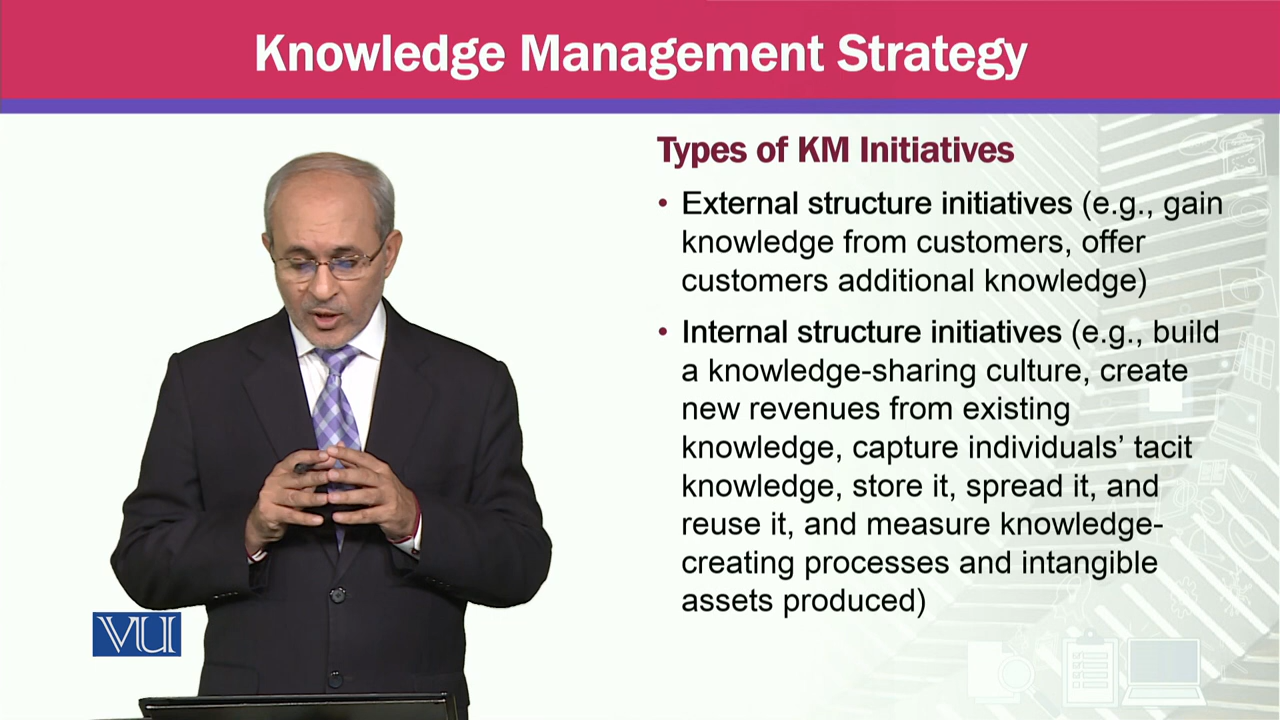 Knowledge Management Strategy
Types of KM Initiatives
• External structure initiatives (e.g., gain
knowledge from customers, offer
customers additional knowledge)
• Internal structure initiatives (e.g., build
a knowledge-sharing culture, create
new revenues from existing
knowledge, capture individuals’ tacit
knowledge, store it, spread it, and
reuse it, and measure knowledge-
creating processes and intangible
assets produced)
VU